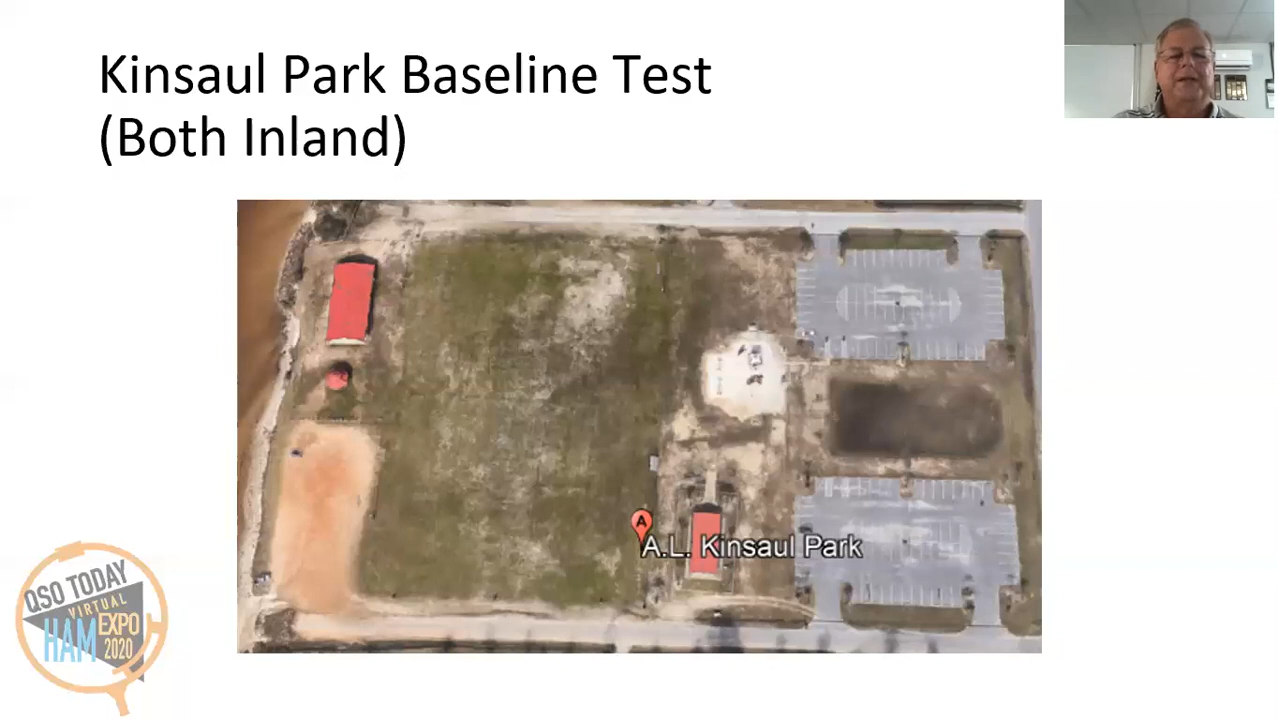 Kinsaul Park Baseline Test
(Both Inland)
A
A.L. Kinsaul Park
QSO TODAY
VIRTUAL
HAM EXPO
2020